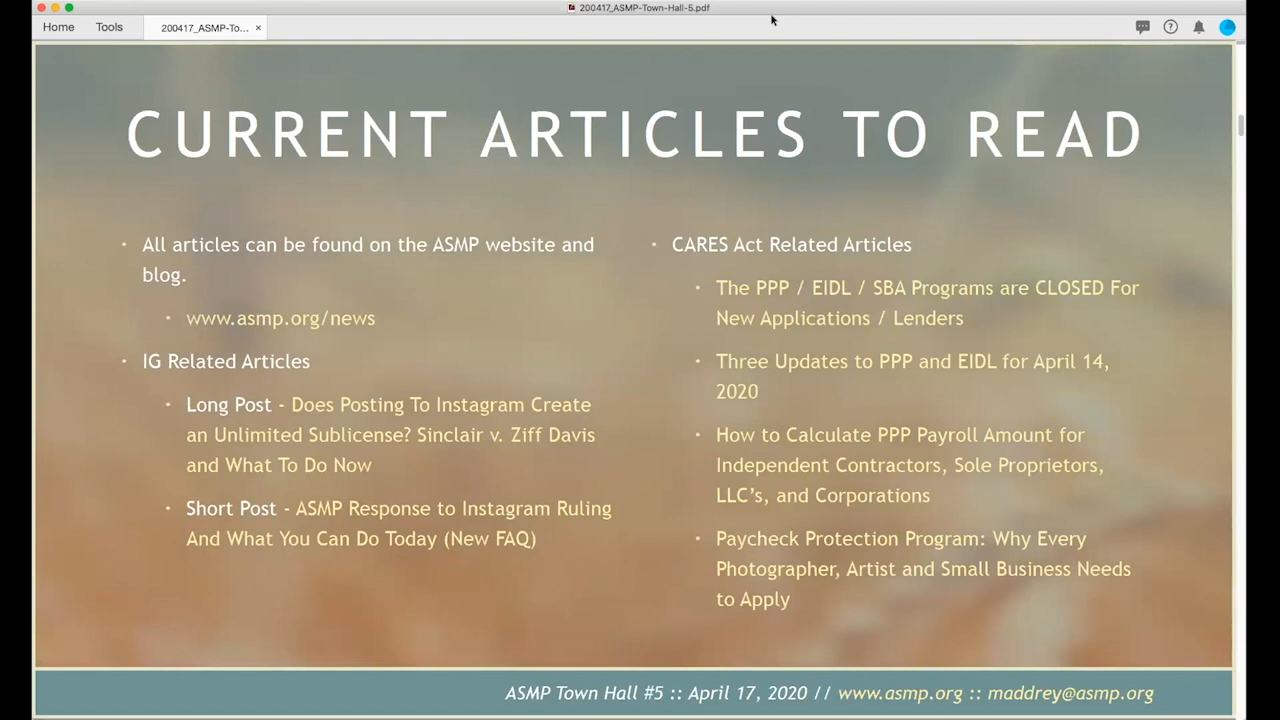 200417_ASMP-Town-Hall-5.pdf
Home
Tools
200417_ASMP-To...
CURRENT ARTICLES TO READ
• All articles can be found on the ASMP website and
blog.
• www.asmp.org/news
• IG Related Articles
• Long Post - Does Posting To Instagram Create
an Unlimited Sublicense? Sinclair v. Ziff Davis
and What To Do Now
• Short Post - ASMP Response to Instagram Ruling
And What You Can Do Today (New FAQ)
• CARES Act Related Articles
• The PPP / EIDL / SBA Programs are CLOSED For
New Applications / Lenders
• Three Updates to PPP and EIDL for April 14,
2020
• How to Calculate PPP Payroll Amount for
Independent Contractors, Sole Proprietors,
LLC’s, and Corporations
• Paycheck Protection Program: Why Every
Photographer, Artist and Small Business Needs
to Apply
ASMP Town Hall #5 :: April 17, 2020 // www.asmp.org :: maddrey@asmp.org